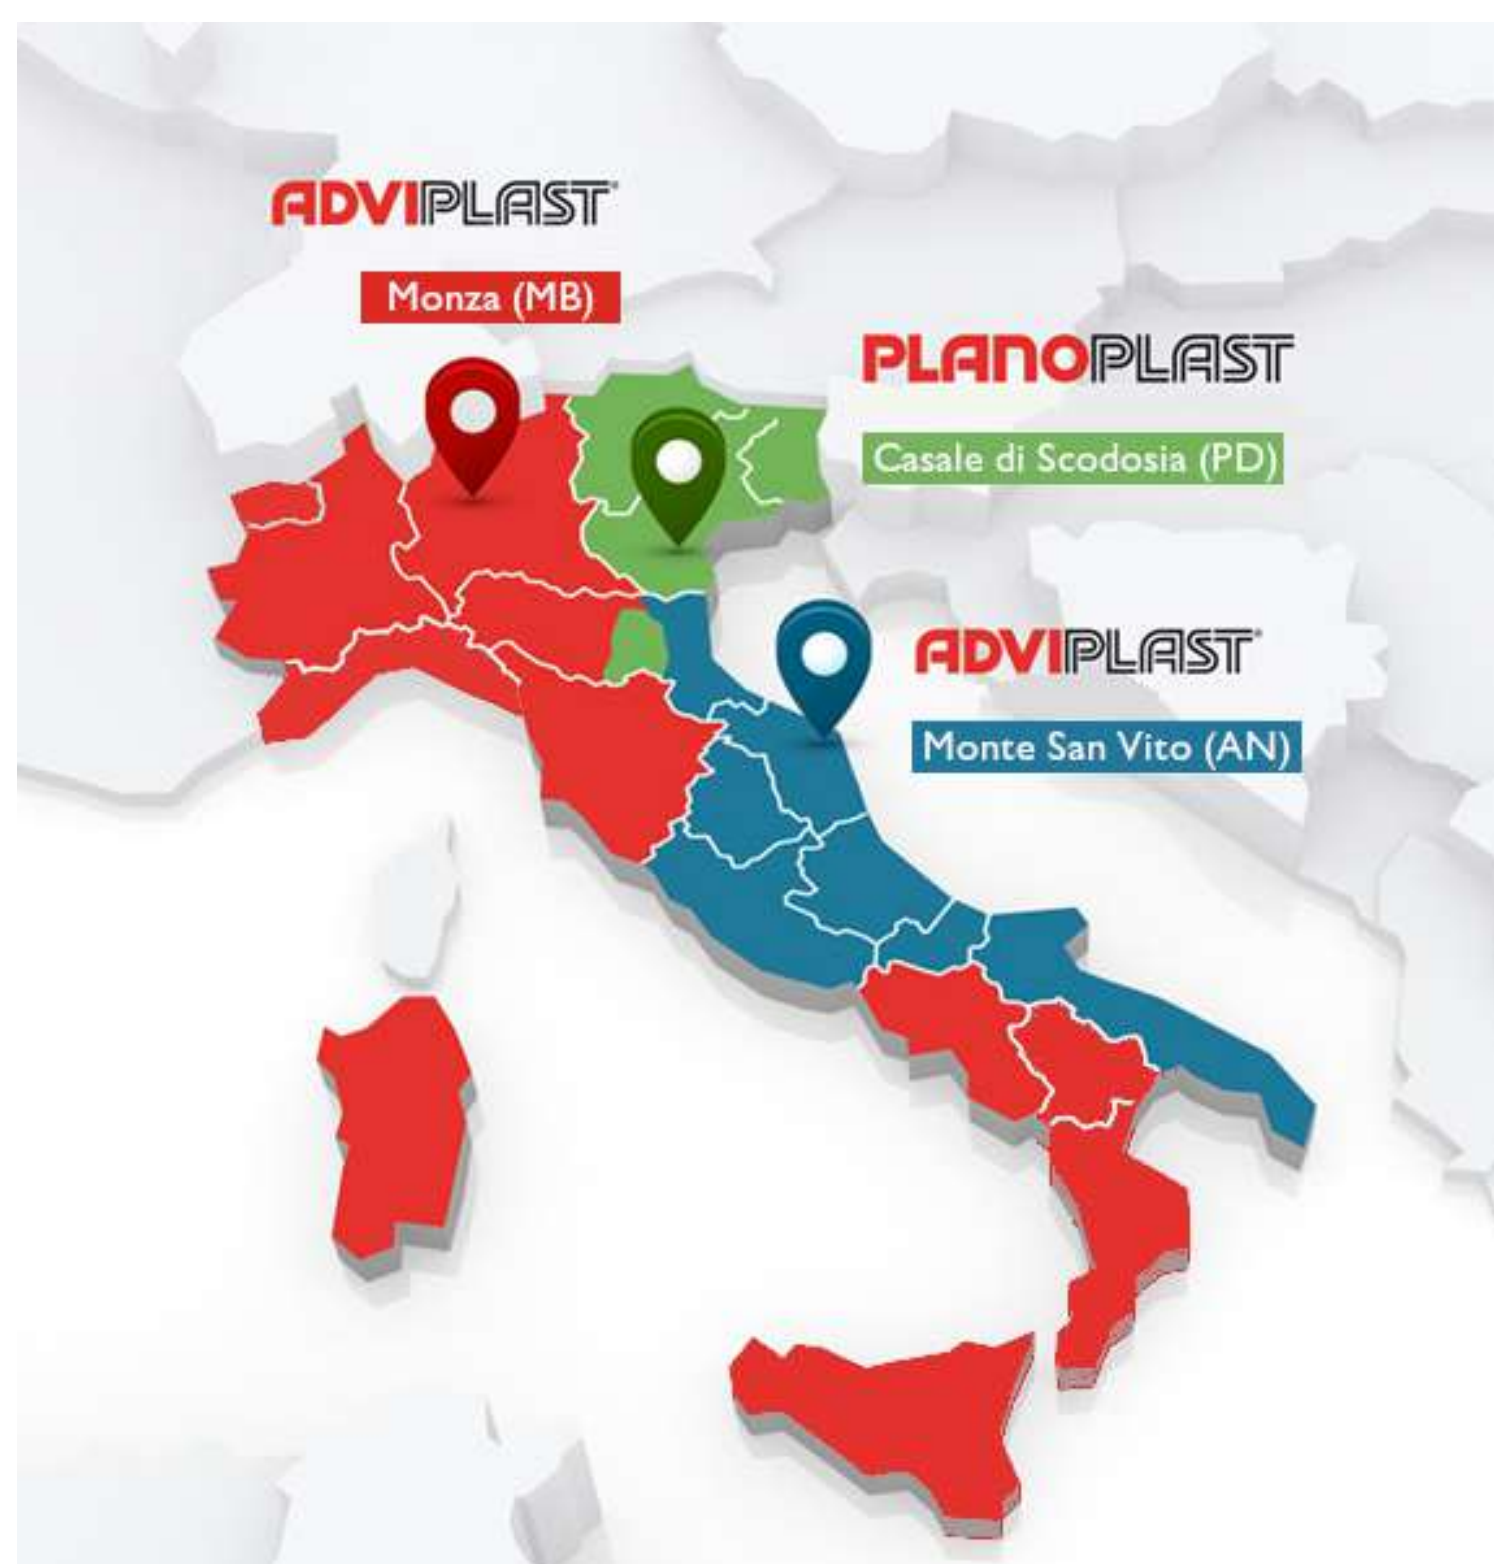 ADVIPLAST®
Monza (MB)
PLANOPLAST
Casale di Scodosia (PD)
ADVIPLAST®
Monte San Vito (AN)